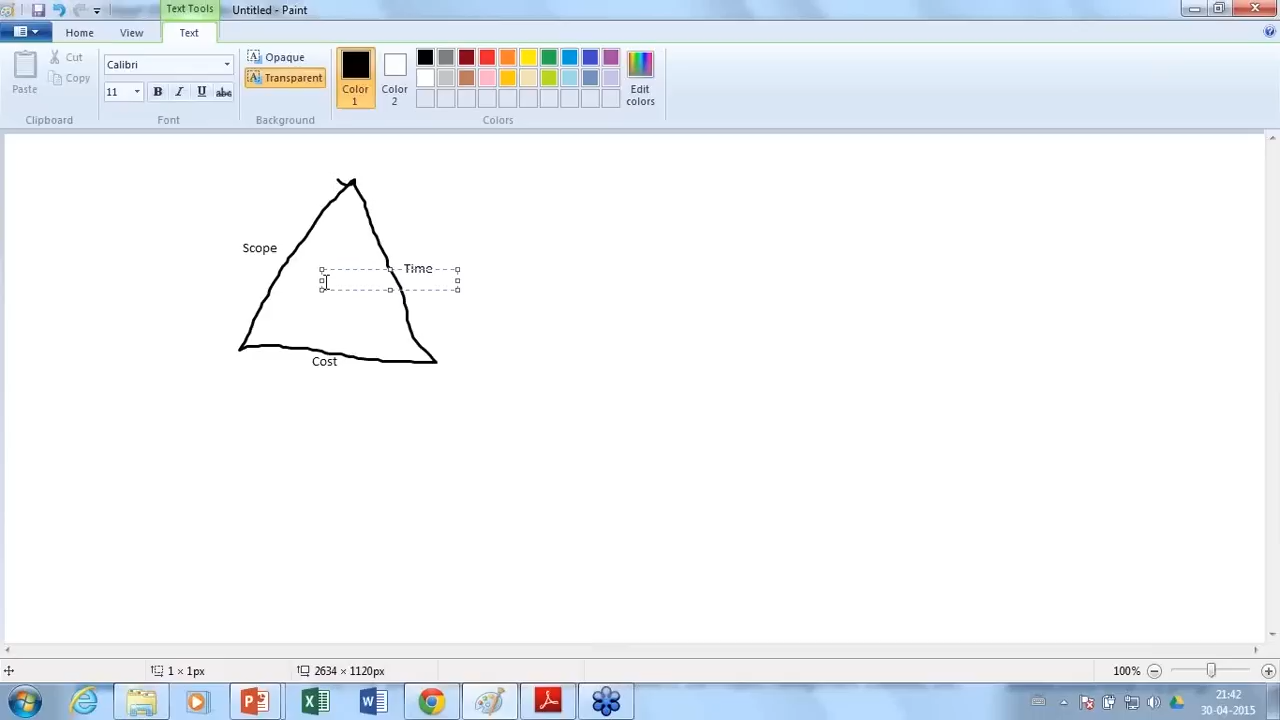 Text Tools
Untitled - Paint
Home
View
Text
Paste
Cut
Copy
Clipboard
Calibri
11
B
I
U
abc
Font
Opaque
Transparent
Background
Color 1
Color 2
Edit colors
Colors
Scope
Time
Cost
1 × 1px
2634 × 1120px
100%
21:42
30-04-2015